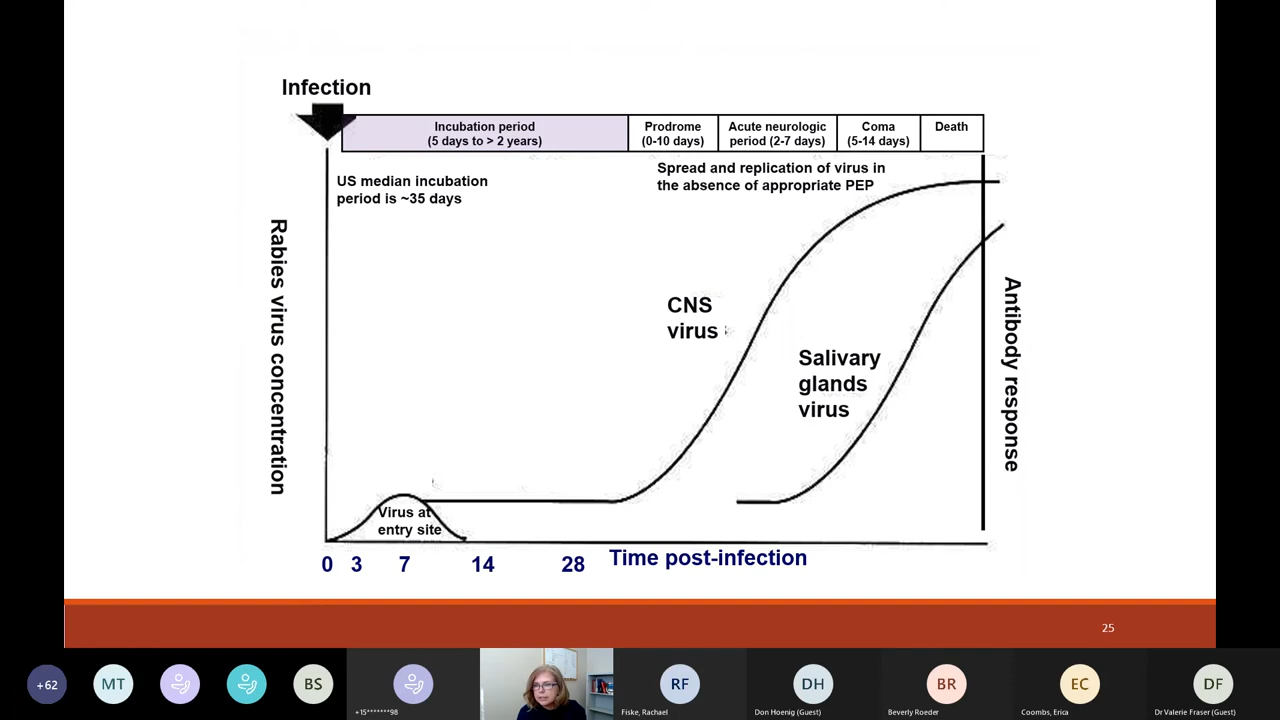 Infection
Incubation period
(5 days to > 2 years)
Prodrome
(0-10 days)
Acute neurologic
period (2-7 days)
Coma
(5-14 days)
Death
US median incubation
period is ~35 days
Spread and replication of virus in
the absence of appropriate PEP
Rabies virus concentration
CNS
virus
Salivary
glands
virus
Antibody response
Virus at
entry site
0 3 7 14 28 Time post-infection
25
+62
MT
BS
+15*******98
RF
Fiske, Rachael
DH
Don Hoenig (Guest)
BR
Beverly Roeder
EC
Coombs, Erica
DF
Dr Valerie Fraser (Guest)